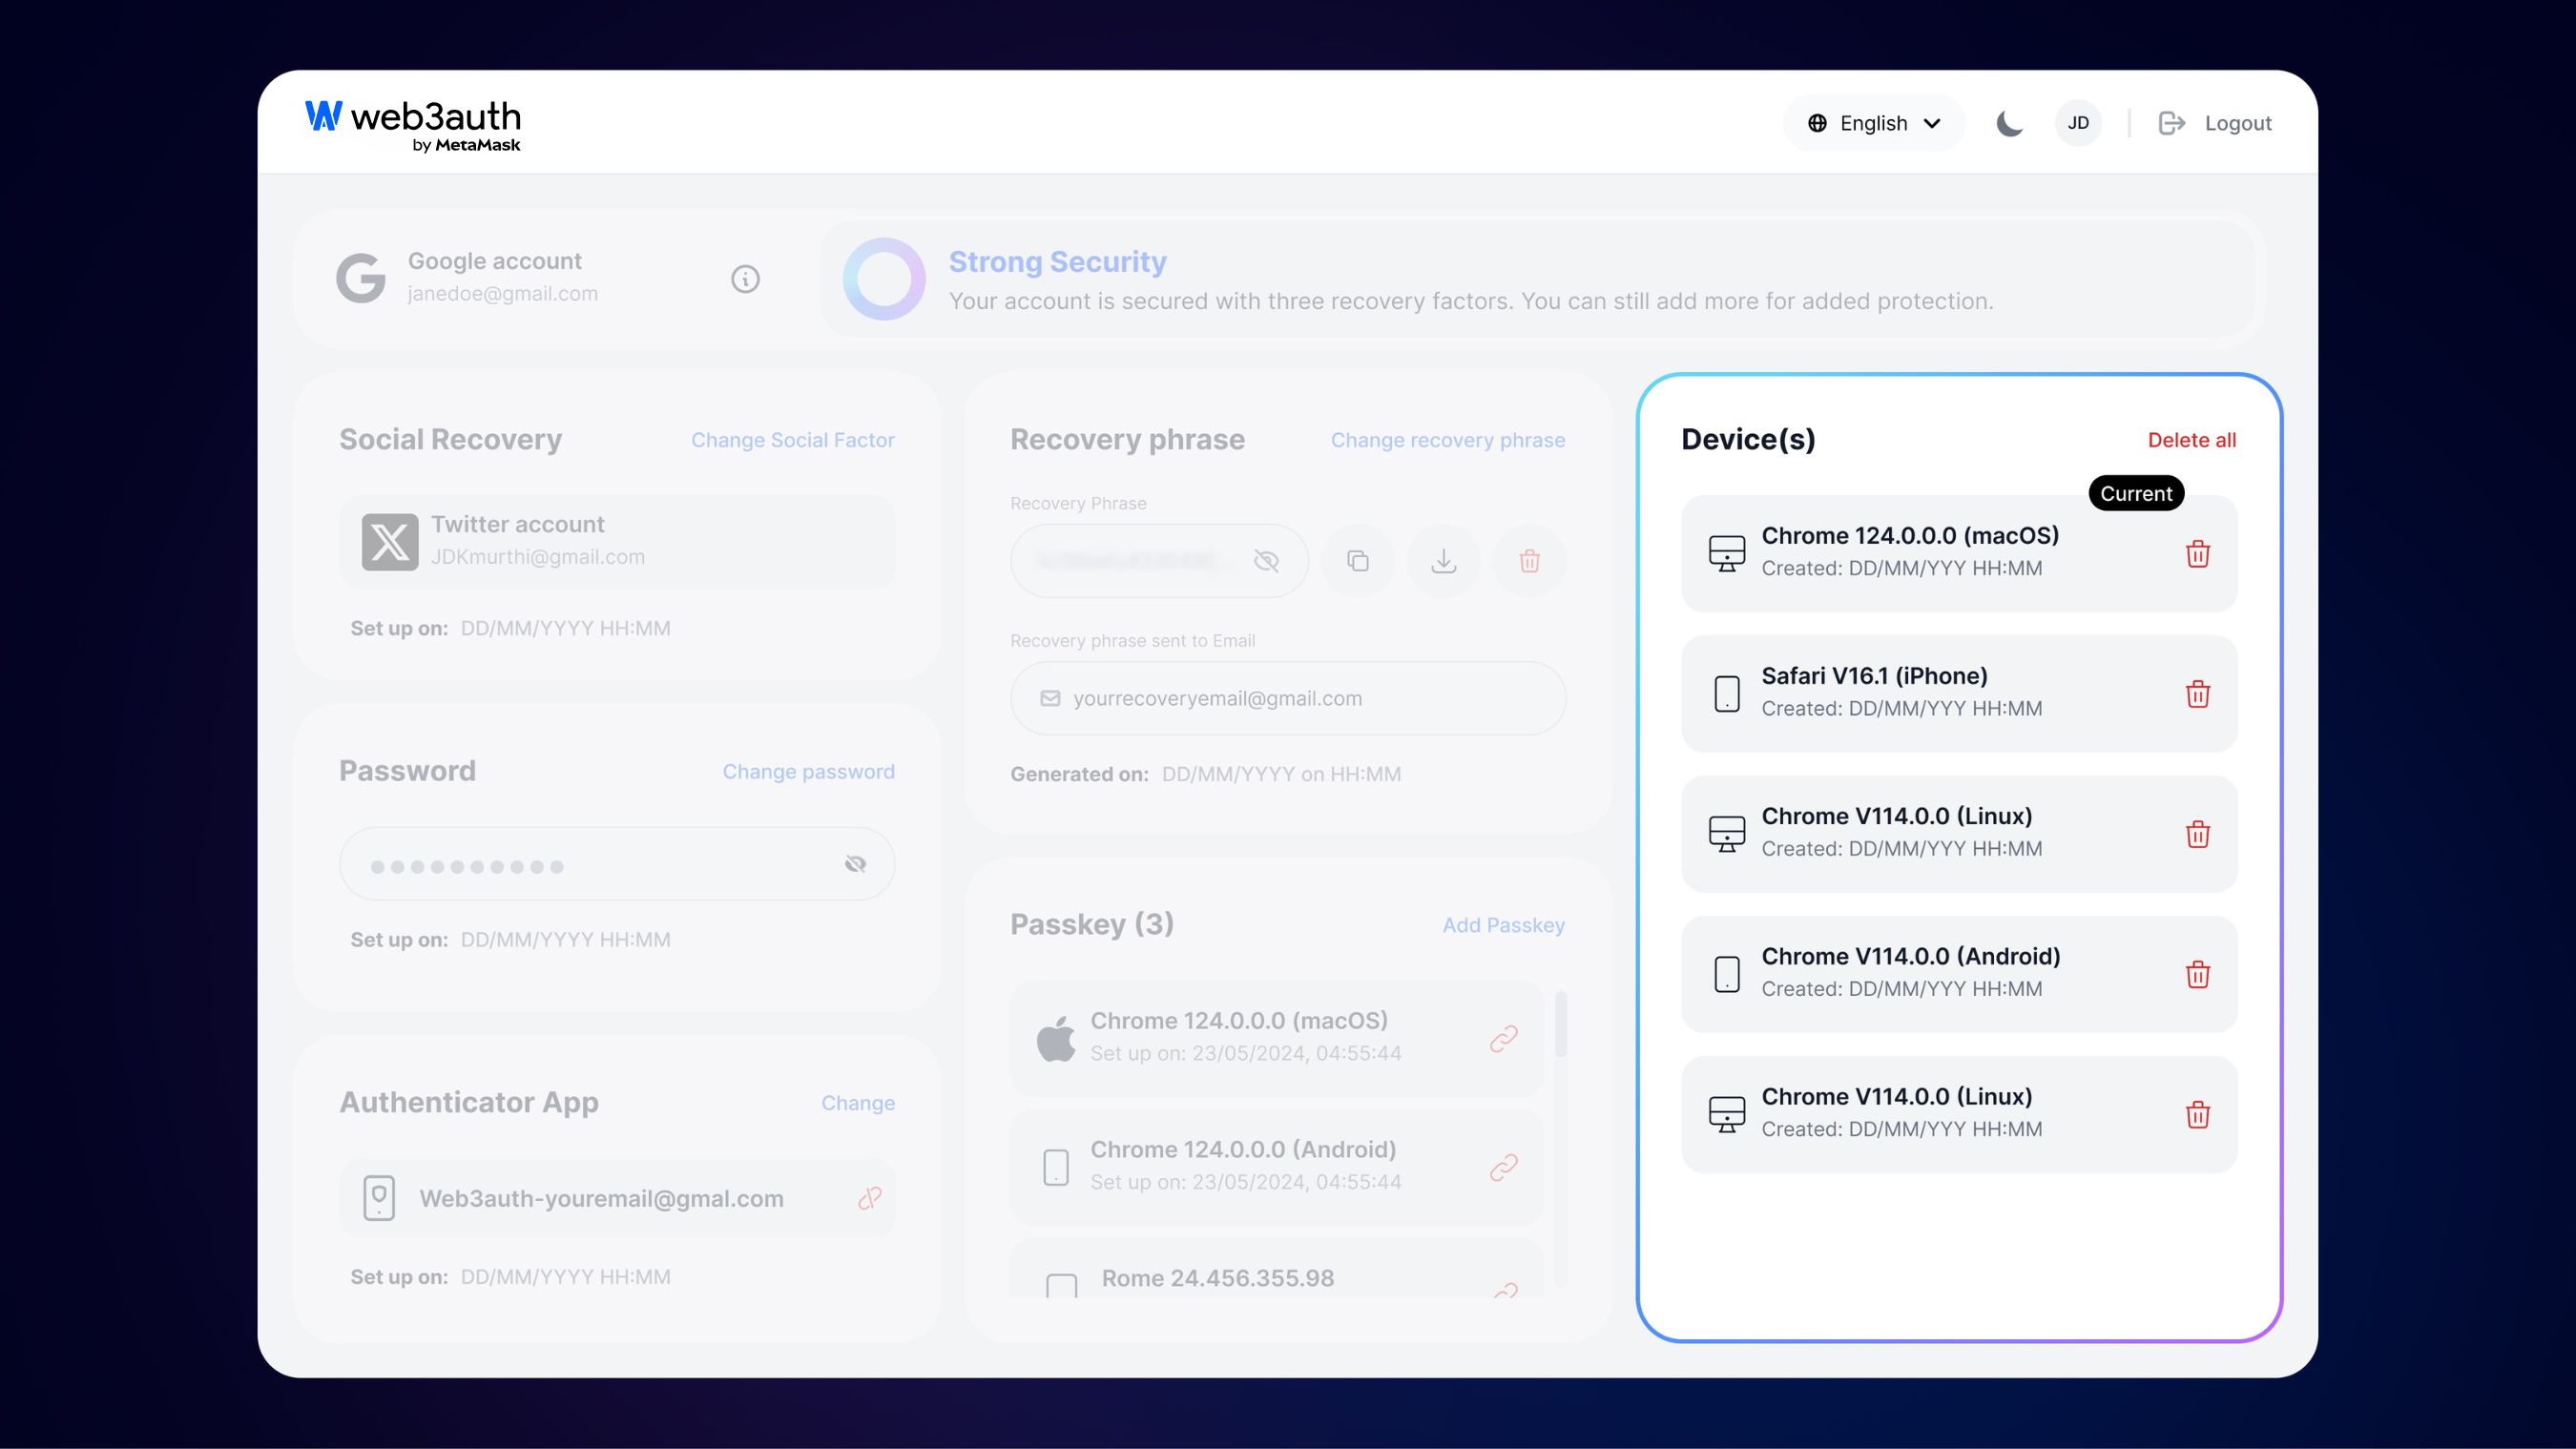 web3auth
by MetaMask
English
JD
Logout
Google account
janedoe@gmail.com
Strong Security
Your account is secured with three recovery factors. You can still add more for added protection.
Social Recovery
Change Social Factor
Twitter account
JDKmurthi@gmail.com
Set up on: DD/MM/YYYY HH:MM
Password
Change password
Set up on: DD/MM/YYYY HH:MM
Authenticator App
Change
Web3auth-youremail@gmal.com
Set up on: DD/MM/YYYY HH:MM
Recovery phrase
Change recovery phrase
Recovery Phrase
Recovery phrase sent to Email
yourrecoveryemail@gmail.com
Generated on: DD/MM/YYYY on HH:MM
Passkey (3)
Add Passkey
Chrome 124.0.0.0 (macOS)
Set up on: 23/05/2024, 04:55:44
Chrome 124.0.0.0 (Android)
Set up on: 23/05/2024, 04:55:44
Rome 24.456.355.98
Device(s)
Delete all
Current
Chrome 124.0.0.0 (macOS)
Created: DD/MM/YYY HH:MM
Safari V16.1 (iPhone)
Created: DD/MM/YYY HH:MM
Chrome V114.0.0 (Linux)
Created: DD/MM/YYY HH:MM
Chrome V114.0.0 (Android)
Created: DD/MM/YYY HH:MM
Chrome V114.0.0 (Linux)
Created: DD/MM/YYY HH:MM